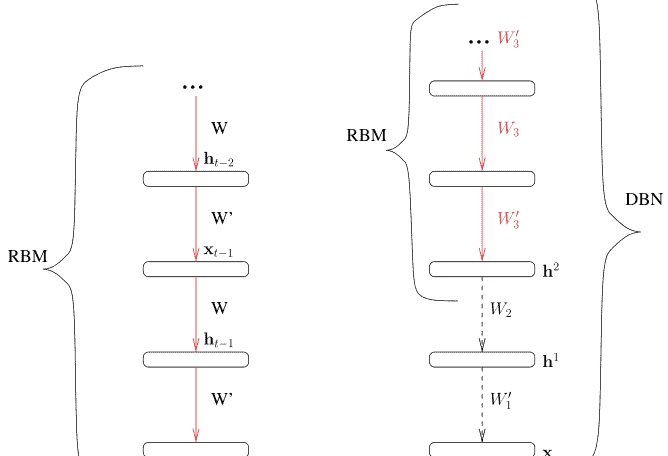 ...
W
h_{t-2}
W'
RBM
x_{t-1}
W
h_{t-1}
W'
... W'_3
RBM
W_3
W'_3
DBN
h^2
W_2
h^1
W'_1
x